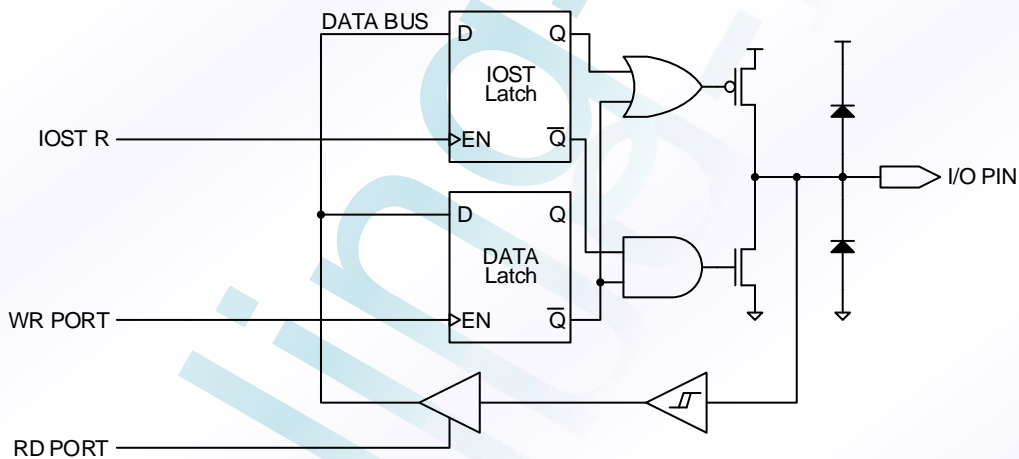 DATA BUS
D
Q
IOST
Latch
IOST R
EN
Q̅
D
Q
DATA
Latch
WR PORT
EN
Q̅
I/O PIN
RD PORT